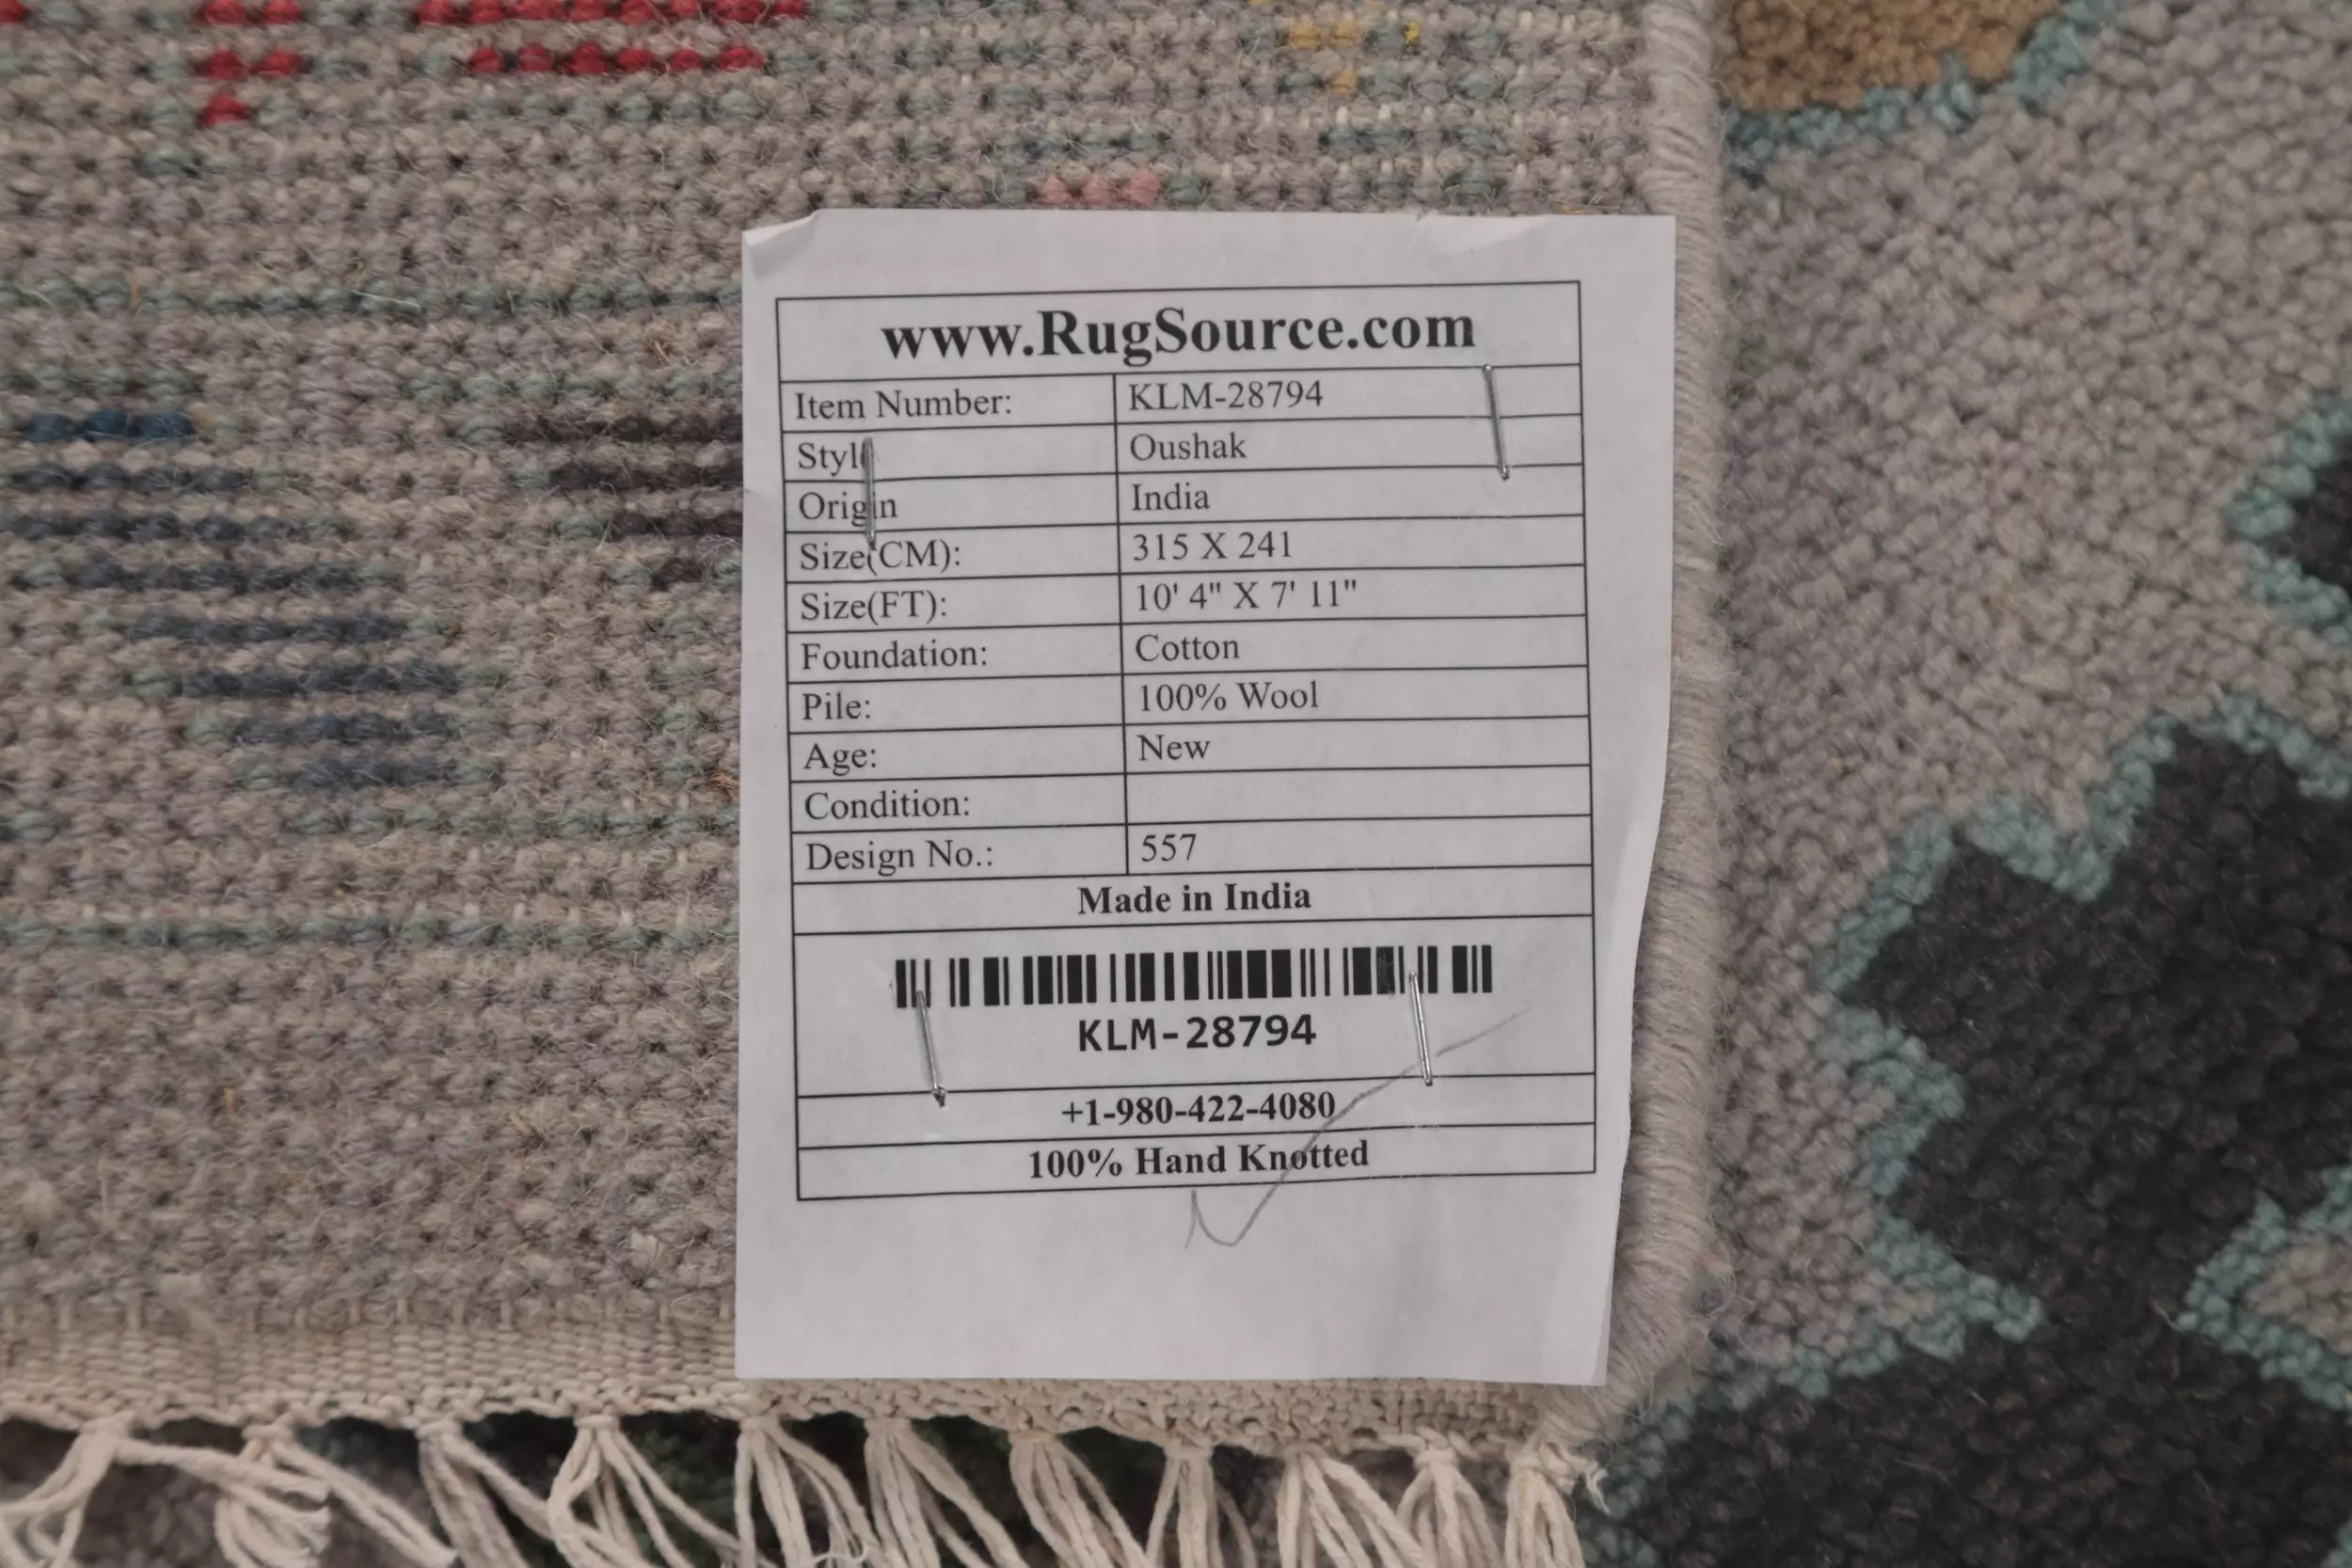 www.RugSource.com
Item Number: KLM-28794
Style Oushak
Origin India
Size(CM): 315 X 241
Size(FT): 10' 4" X 7' 11"
Foundation: Cotton
Pile: 100% Wool
Age: New
Condition:
Design No.: 557
Made in India
KLM-28794
+1-980-422-4080
100% Hand Knotted